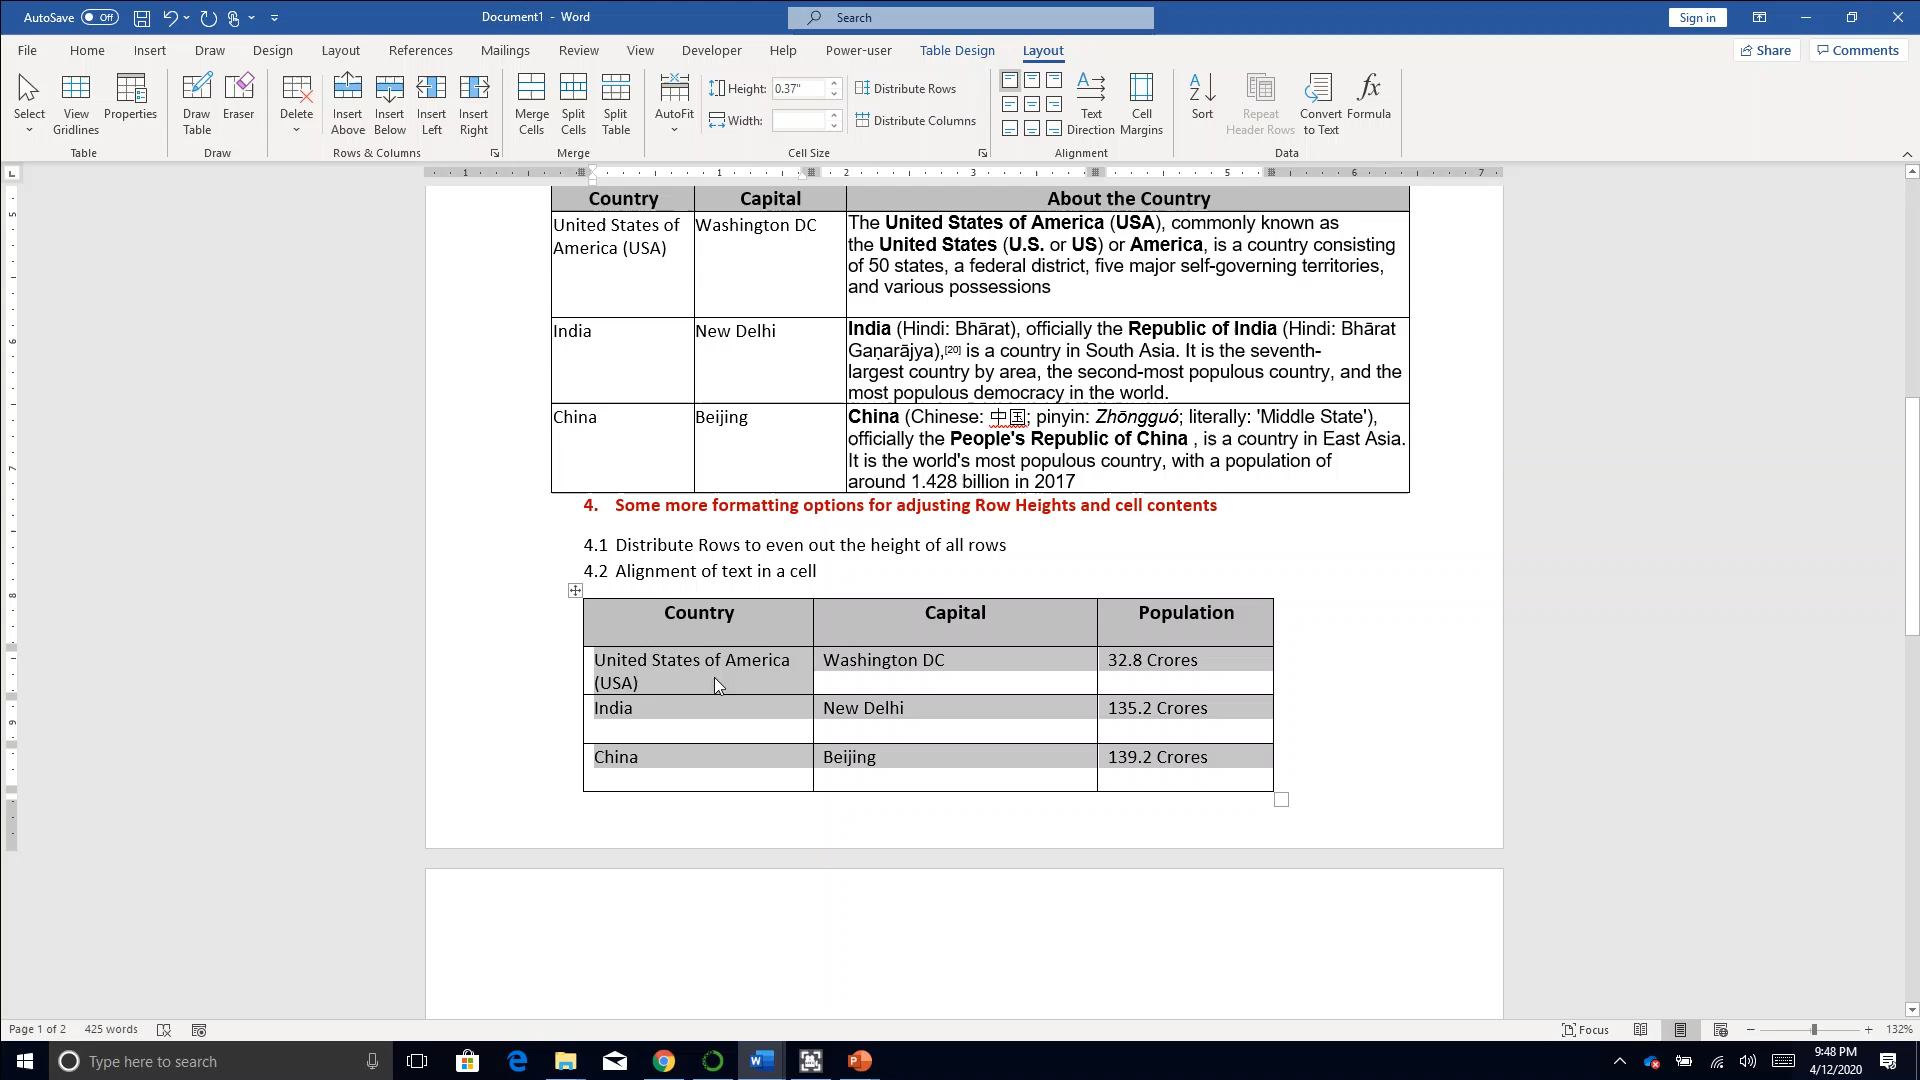 AutoSave Off Document1 - Word Search Sign in
File Home Insert Draw Design Layout References Mailings Review View Developer Help Power-user Table Design Layout Share Comments
Select View Gridlines Properties
Table
Draw Table Eraser
Draw
Delete Insert Above Insert Below Insert Left Insert Right
Rows & Columns
Merge Cells Split Cells Split Table
Merge
AutoFit Height: 0.37" Distribute Rows
Width: Distribute Columns
Cell Size
Text Direction Cell Margins
Alignment
Sort Repeat Header Rows Convert to Text Formula
Data
1 1 2 3 5 6 7
5
6
7
8
9
Country Capital About the Country
United States of America (USA) Washington DC The United States of America (USA), commonly known as
the United States (U.S. or US) or America, is a country consisting
of 50 states, a federal district, five major self-governing territories,
and various possessions
India New Delhi India (Hindi: Bhārat), officially the Republic of India (Hindi: Bhārat
Gaṇarājya),[20] is a country in South Asia. It is the seventh-
largest country by area, the second-most populous country, and the
most populous democracy in the world.
China Beijing China (Chinese: 中国; pinyin: Zhōngguó; literally: 'Middle State'),
officially the People's Republic of China , is a country in East Asia.
It is the world's most populous country, with a population of
around 1.428 billion in 2017
4. Some more formatting options for adjusting Row Heights and cell contents
4.1 Distribute Rows to even out the height of all rows
4.2 Alignment of text in a cell
Country Capital Population
United States of America (USA) Washington DC 32.8 Crores
India New Delhi 135.2 Crores
China Beijing 139.2 Crores
Page 1 of 2 425 words Focus 132%
Type here to search 9:48 PM
4/12/2020